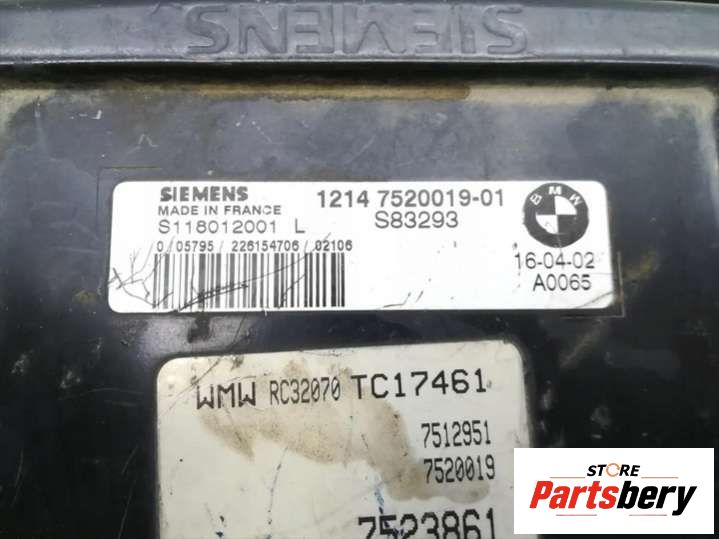 SIEMENS
SIEMENS
MADE IN FRANCE
S118012001 L
0 / 05795 / 226154706 / 02106
1214 7520019-01
S83293
BMW
16-04-02
A0065
WMW RC32070 TC17461
7512951
7520019
7523861
STORE
Partsbery